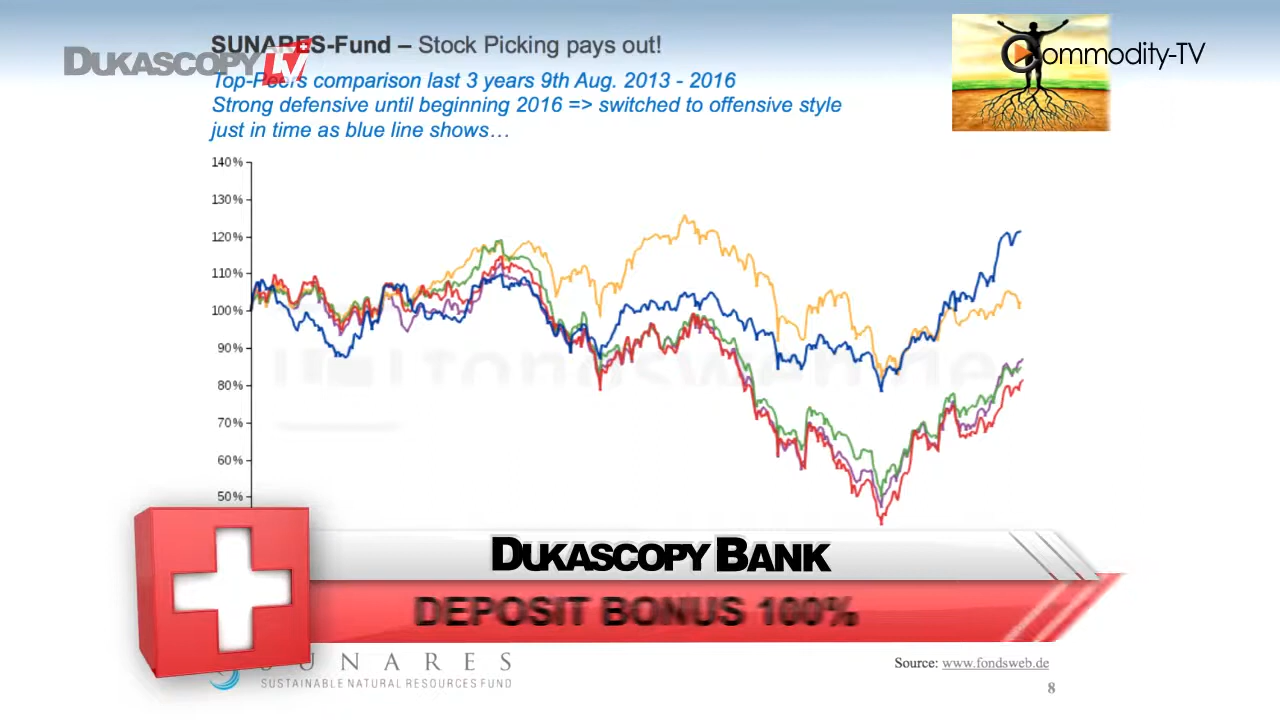 SUNARES-Fund – Stock Picking pays out!
DUKASCOPY TV
Commodity-TV
Top-Peers comparison last 3 years 9th Aug. 2013 - 2016
Strong defensive until beginning 2016 => switched to offensive style
just in time as blue line shows…
140%
130%
120%
110%
100%
90%
80%
70%
60%
50%
fondsweb.de
DUKASCOPY BANK
DEPOSIT BONUS 100%
SUNARES
SUSTAINABLE NATURAL RESOURCES FUND
Source: www.fondsweb.de
8